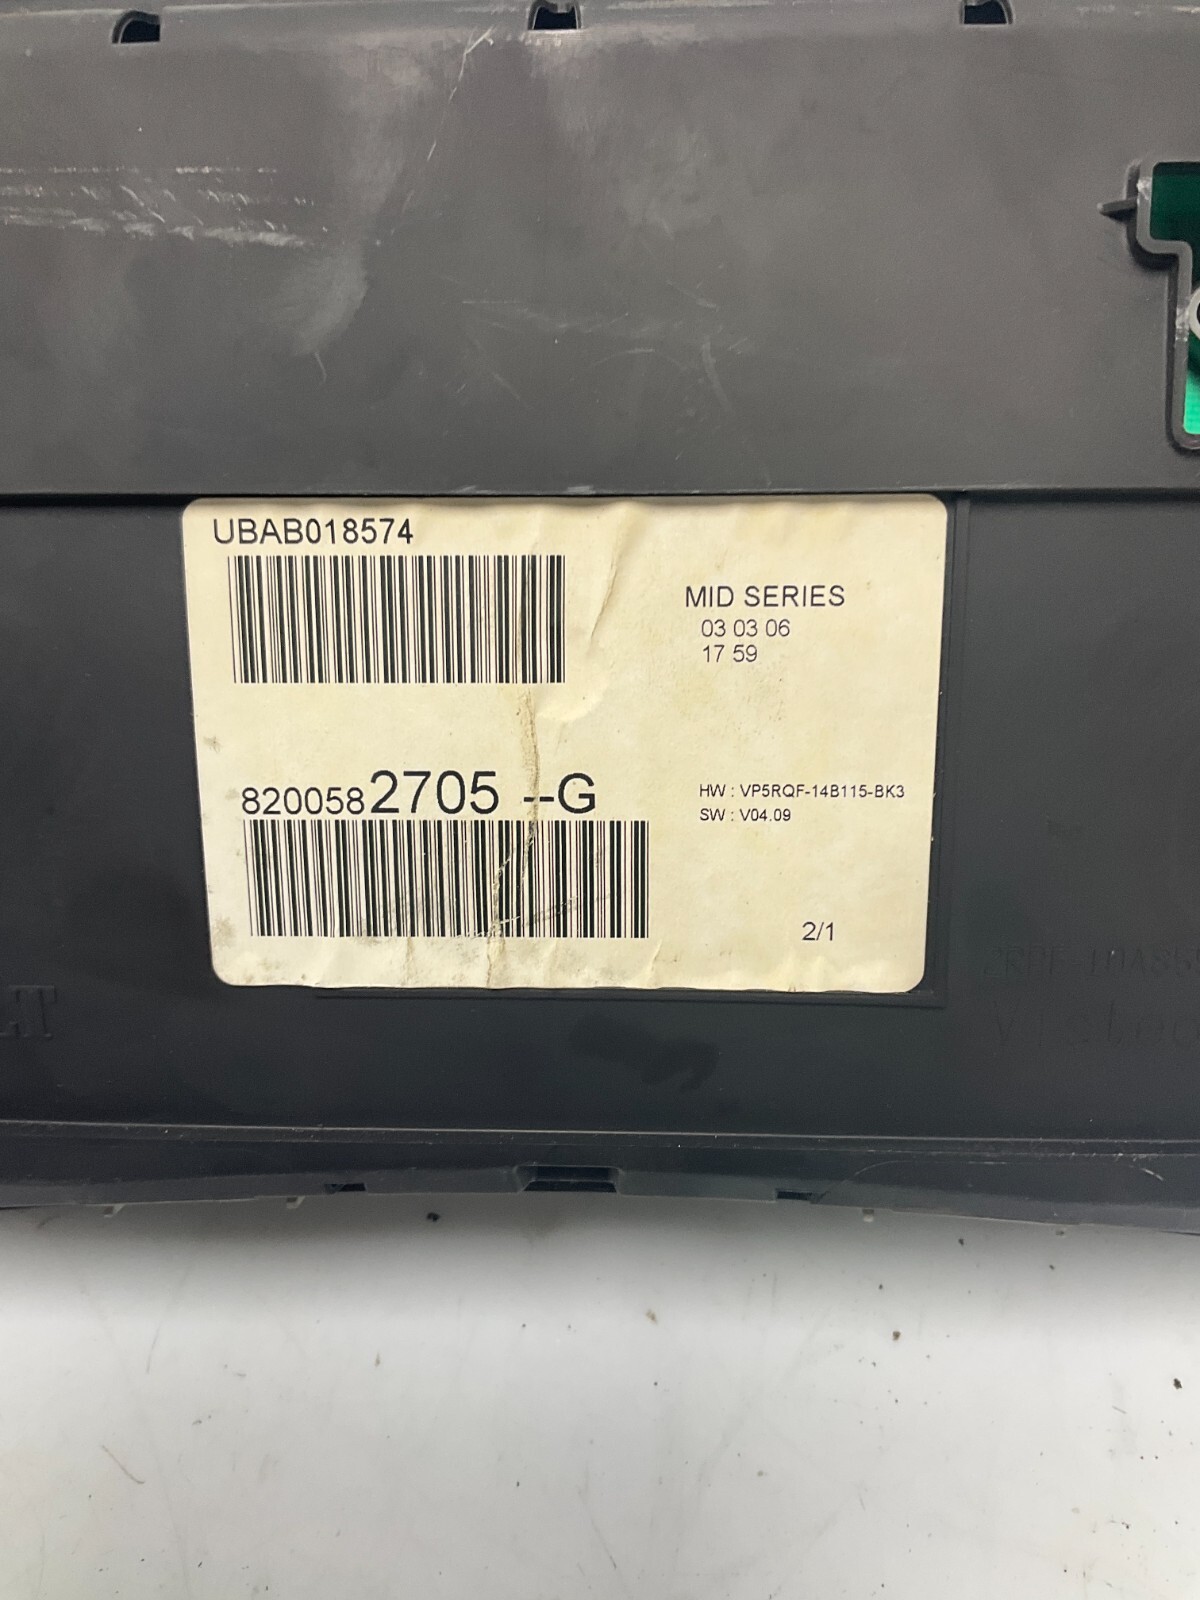 UBAB018574
MID SERIES
03 03 06
17 59
8200582705 --G
HW : VP5RQF-14B115-BK3
SW : V04.09
2/1